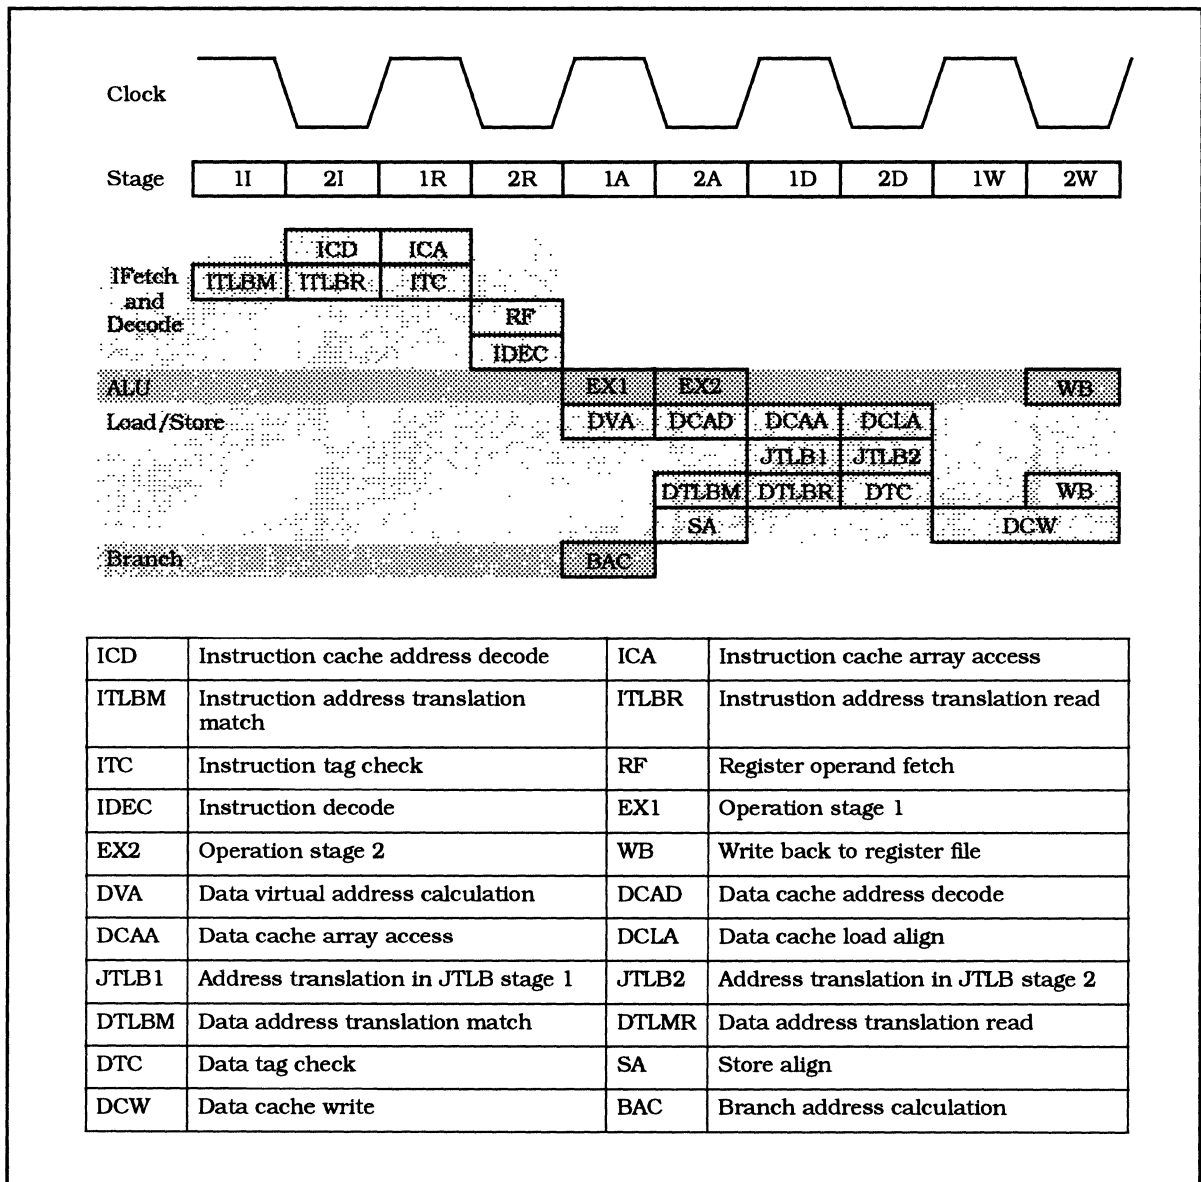 Clock
Stage 1I 2I 1R 2R 1A 2A 1D 2D 1W 2W
ICD ICA
IFetch and Decode
ITLBM ITLBR ITC
RF
IDEC
ALU EX1 EX2 WB
Load/Store DVA DCAD DCAA DCLA
JTLB1 JTLB2
DTLBM DTLBR DTC WB
SA DCW
Branch BAC
ICD Instruction cache address decode ICA Instruction cache array access
ITLBM Instruction address translation match ITLBR Instrustion address translation read
ITC Instruction tag check RF Register operand fetch
IDEC Instruction decode EX1 Operation stage 1
EX2 Operation stage 2 WB Write back to register file
DVA Data virtual address calculation DCAD Data cache address decode
DCAA Data cache array access DCLA Data cache load align
JTLB1 Address translation in JTLB stage 1 JTLB2 Address translation in JTLB stage 2
DTLBM Data address translation match DTLMR Data address translation read
DTC Data tag check SA Store align
DCW Data cache write BAC Branch address calculation